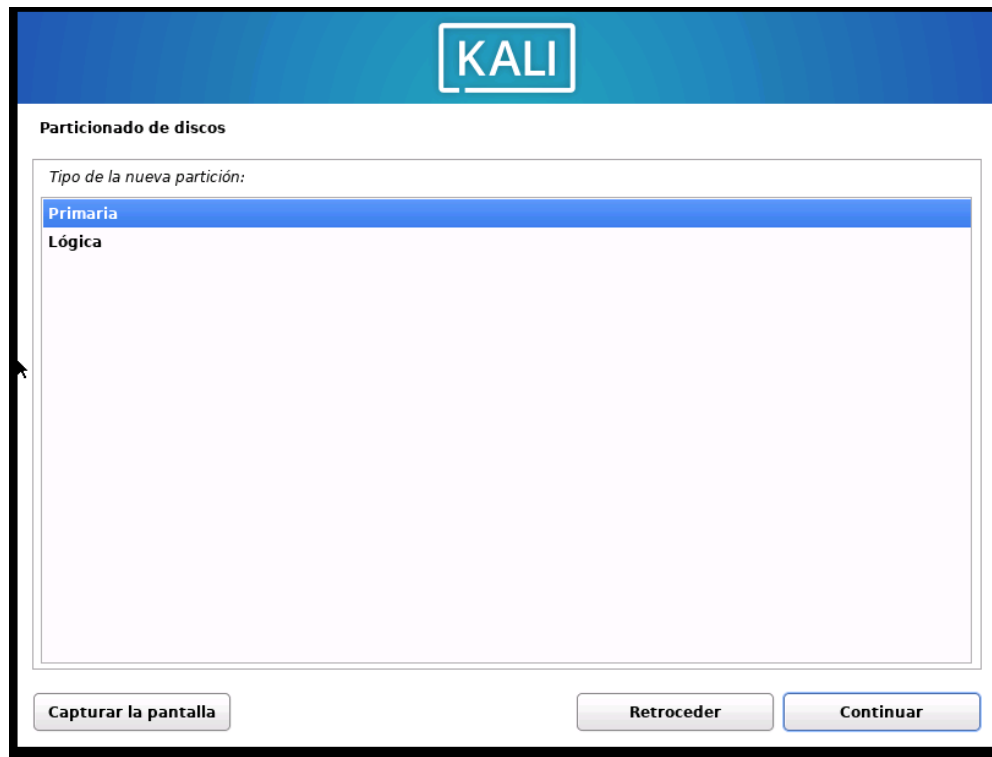 KALI
Particionado de discos
Tipo de la nueva partición:
Primaria
Lógica
Capturar la pantalla
Retroceder
Continuar